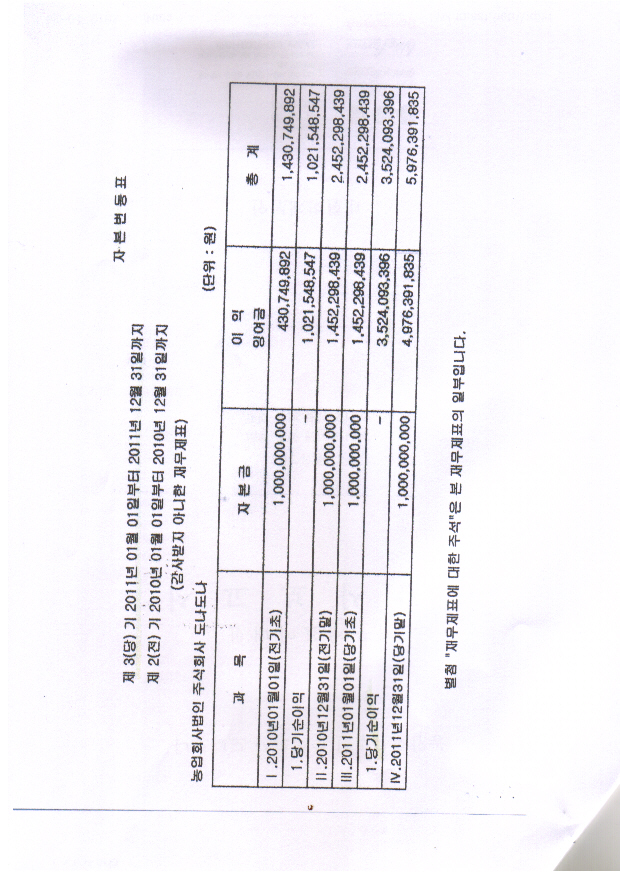 자 본 변 동 표
제 3(당) 기 2011년 01월 01일부터 2011년 12월 31일까지
제 2(전) 기 2010년 01월 01일부터 2010년 12월 31일까지
(감사받지 아니한 재무제표)
농업회사법인 주식회사 도나도나 (단위 : 원)
과 목 자 본 금 이 익 잉여금 총 계
Ⅰ.2010년01월01일(전기초) 1,000,000,000 430,749,892 1,430,749,892
1.당기순이익 - 1,021,548,547 1,021,548,547
Ⅱ.2010년12월31일(전기말) 1,000,000,000 1,452,298,439 2,452,298,439
Ⅲ.2011년01월01일(당기초) 1,000,000,000 1,452,298,439 2,452,298,439
1.당기순이익 - 3,524,093,396 3,524,093,396
Ⅳ.2011년12월31일(당기말) 1,000,000,000 4,976,391,835 5,976,391,835
별첨 "재무제표에 대한 주석"은 본 재무제표의 일부입니다.